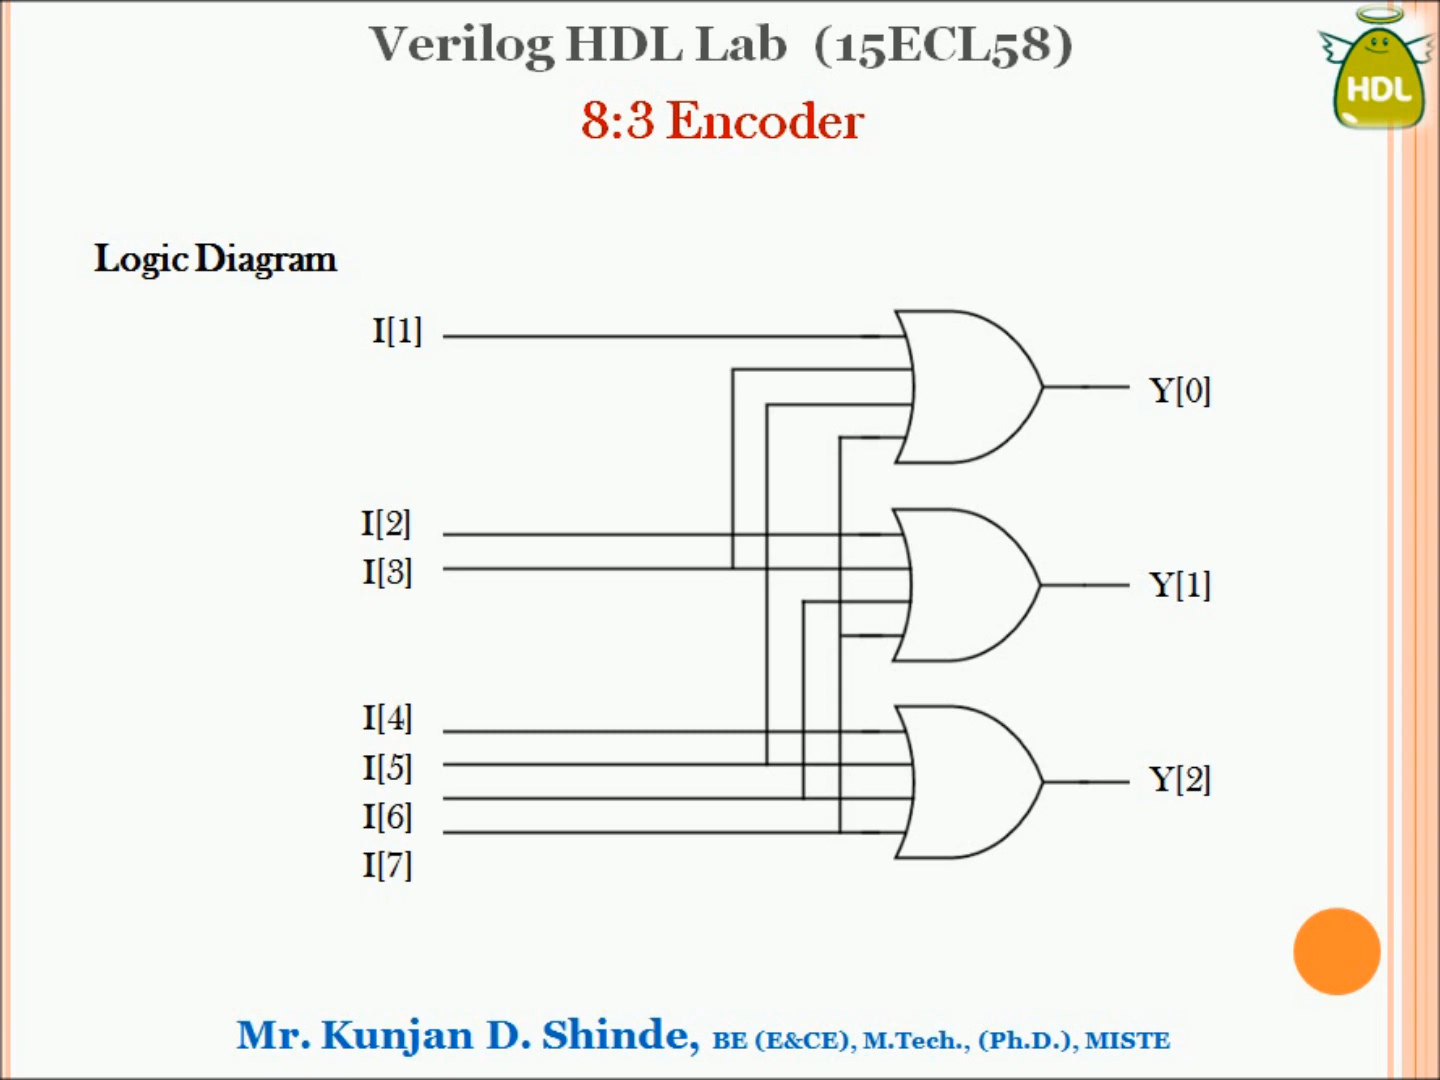 Verilog HDL Lab (15ECL58)
HDL
8:3 Encoder
Logic Diagram
I[1]
Y[0]
I[2]
I[3]
Y[1]
I[4]
I[5]
Y[2]
I[6]
I[7]
Mr. Kunjan D. Shinde, BE (E&CE), M.Tech., (Ph.D.), MISTE